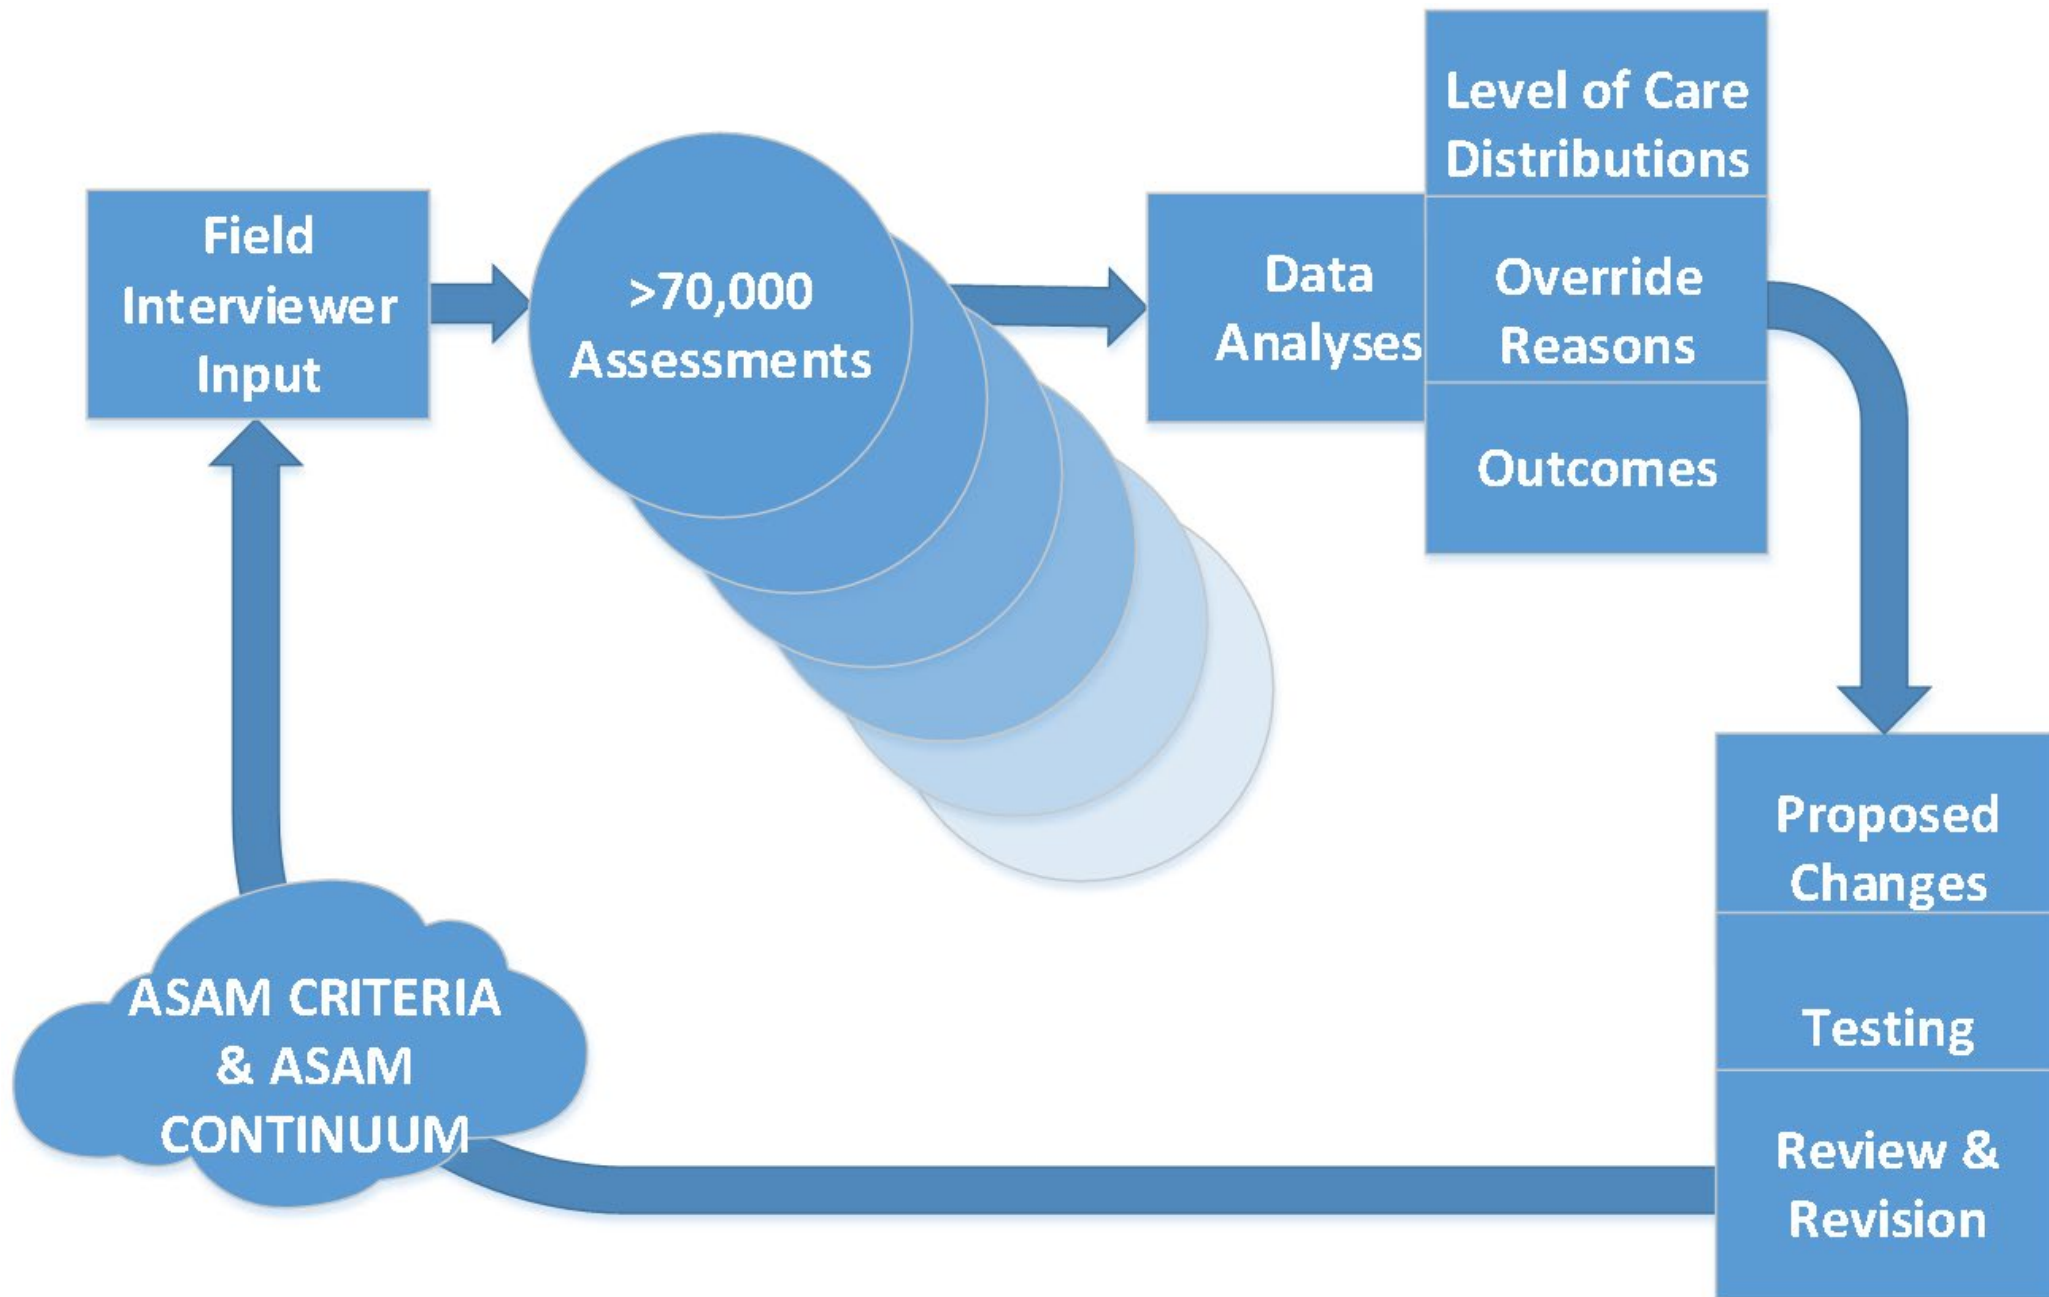 Field
Interviewer
Input
>70,000
Assessments
Data
Analyses
Level of Care
Distributions
Override
Reasons
Outcomes
Proposed
Changes
Testing
Review &
Revision
ASAM CRITERIA
& ASAM
CONTINUUM